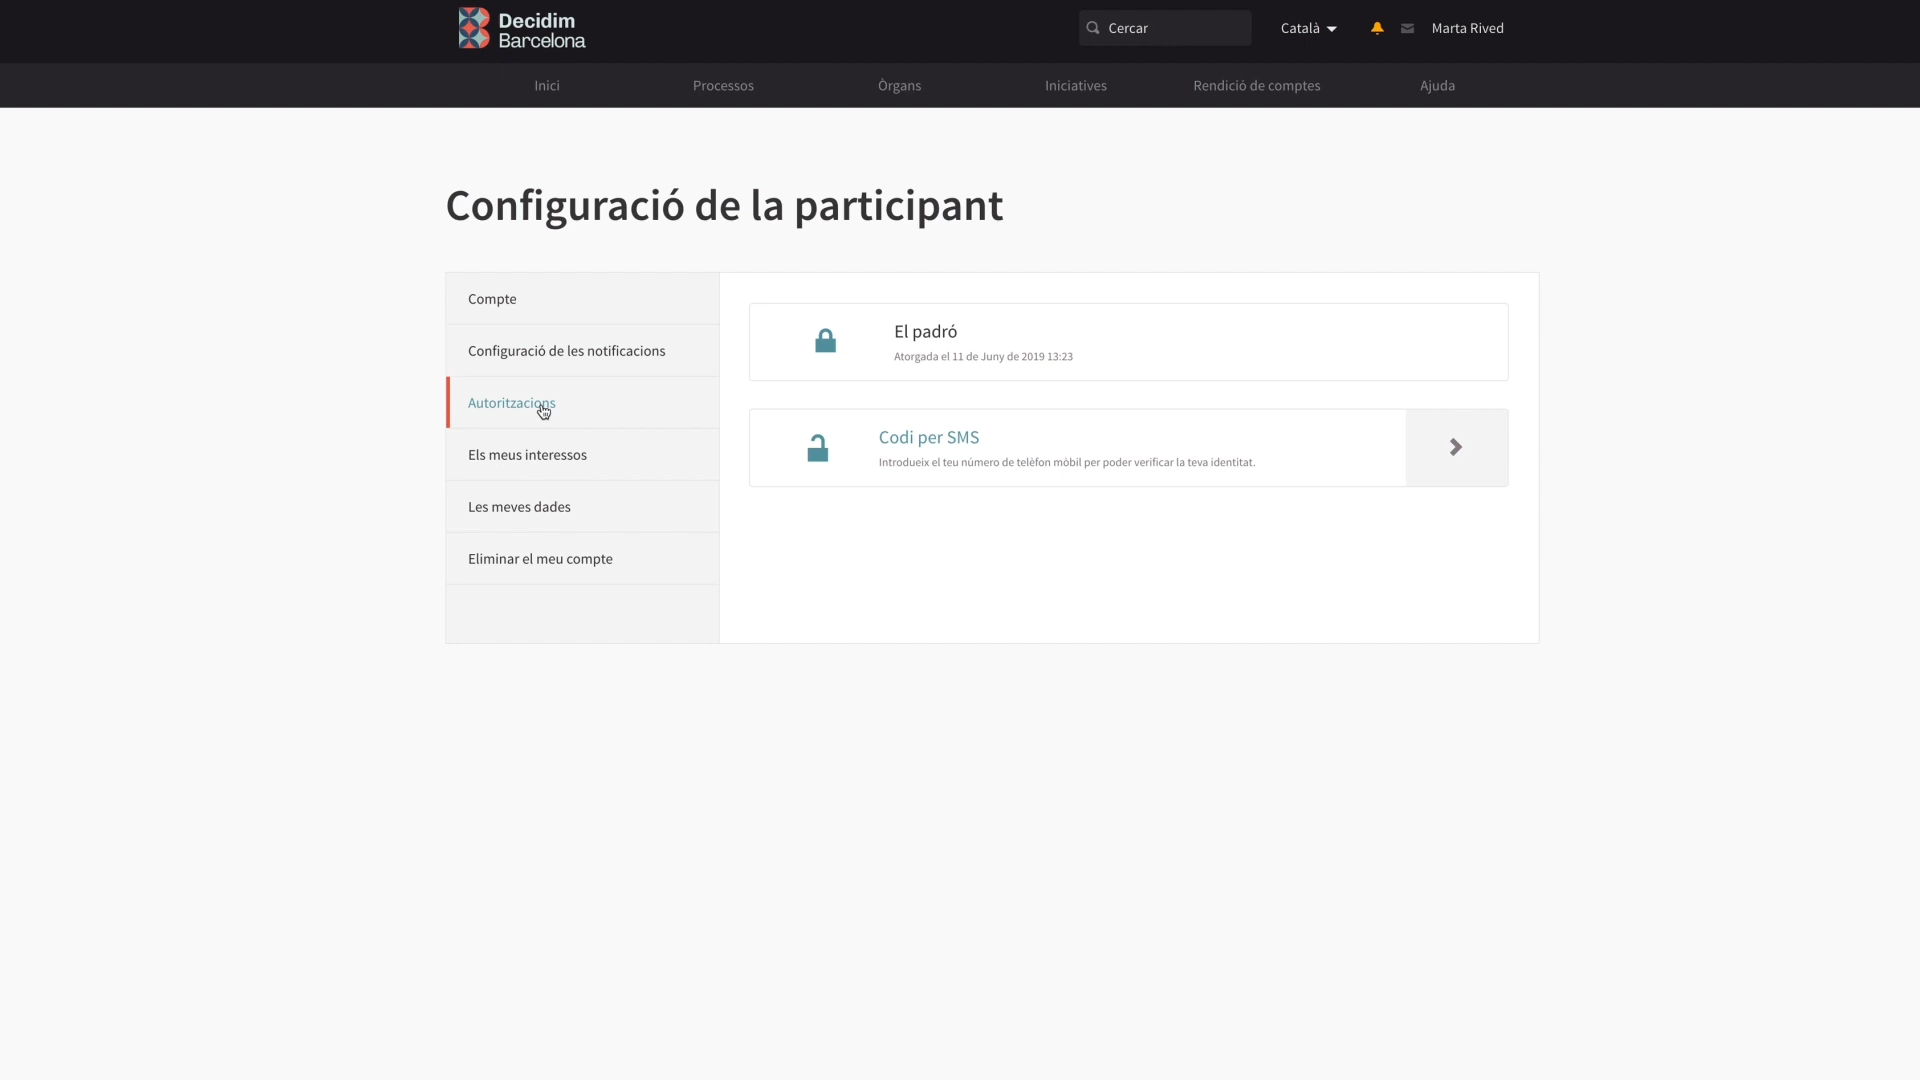 Decidim
Barcelona
Cercar
Català
Marta Rived
Inici
Processos
Òrgans
Iniciatives
Rendició de comptes
Ajuda
Configuració de la participant
Compte
Configuració de les notificacions
Autoritzacions
Els meus interessos
Les meves dades
Eliminar el meu compte
El padró
Atorgada el 11 de Juny de 2019 13:23
Codi per SMS
Introdueix el teu número de telèfon mòbil per poder verificar la teva identitat.